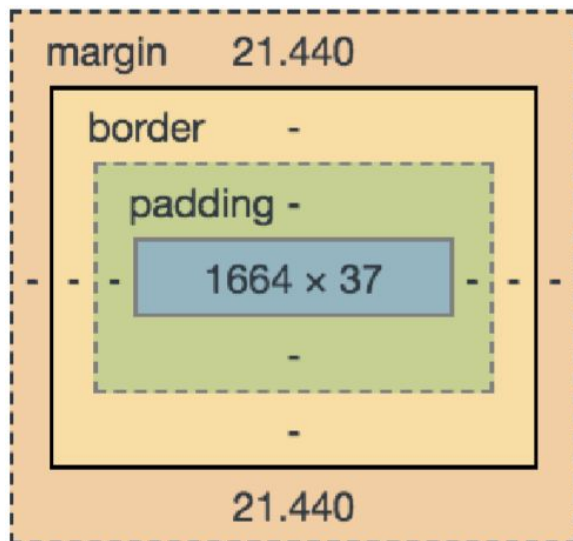 margin 21.440
border -
padding -
- - - 1664 × 37 - - -
-
-
21.440